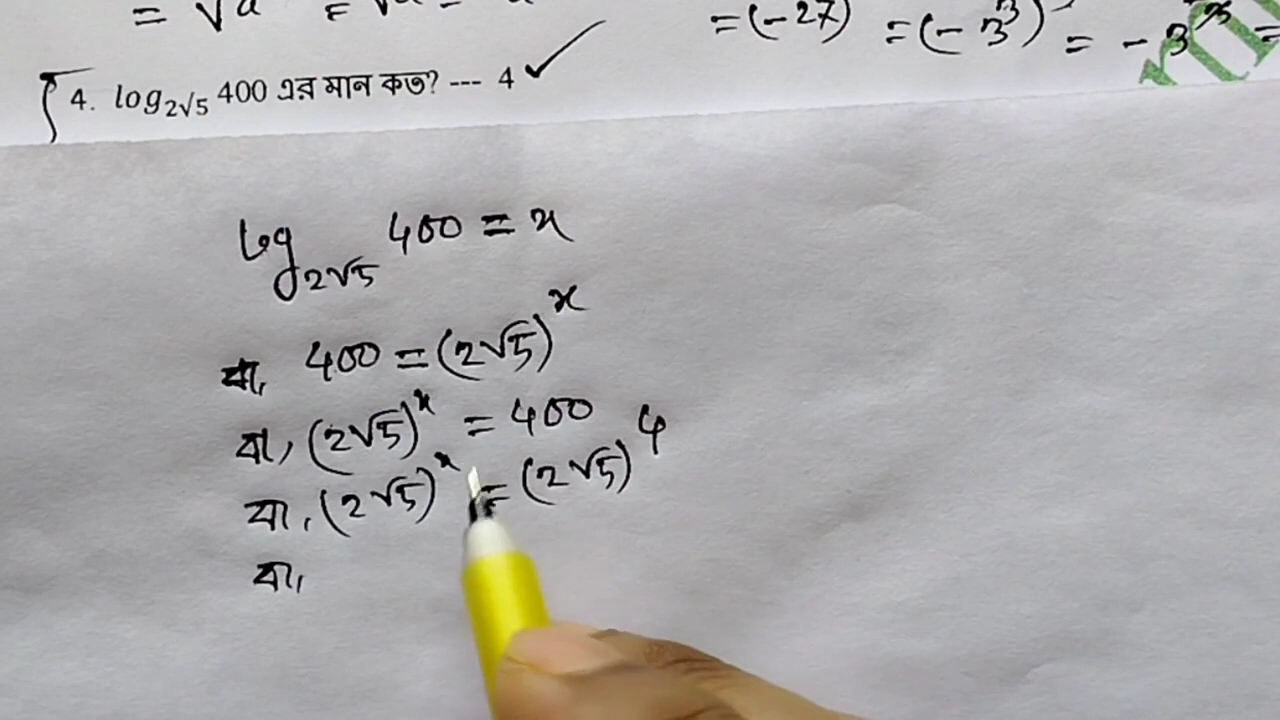 = √a = √a
= (-27) = (-3³) = -3
4. log₂√₅ 400 এর মান কত? --- 4 ✓
log₂√₅ 400 = x
বা, 400 = (2√5)ˣ
বা, (2√5)ˣ = 400
বা, (2√5)ˣ = (2√5)⁴
বা,